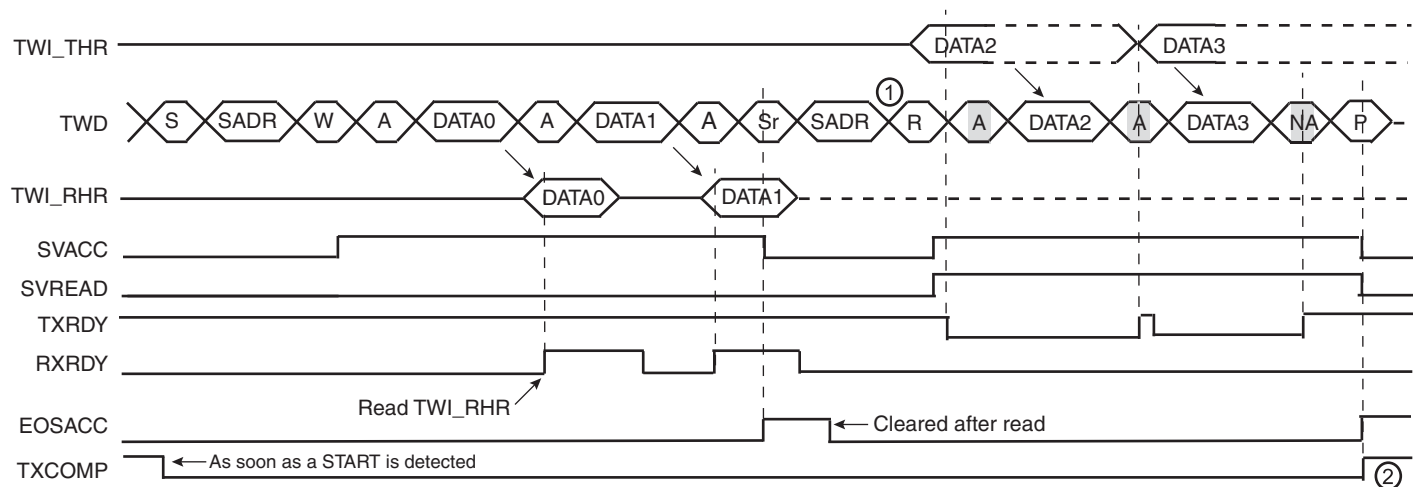 TWI_THR DATA2 DATA3
①
TWD S SADR W A DATA0 A DATA1 A Sr SADR R A DATA2 A DATA3 NA P
TWI_RHR DATA0 DATA1
SVACC
SVREAD
TXRDY
RXRDY
Read TWI_RHR
EOSACC Cleared after read
TXCOMP As soon as a START is detected ②